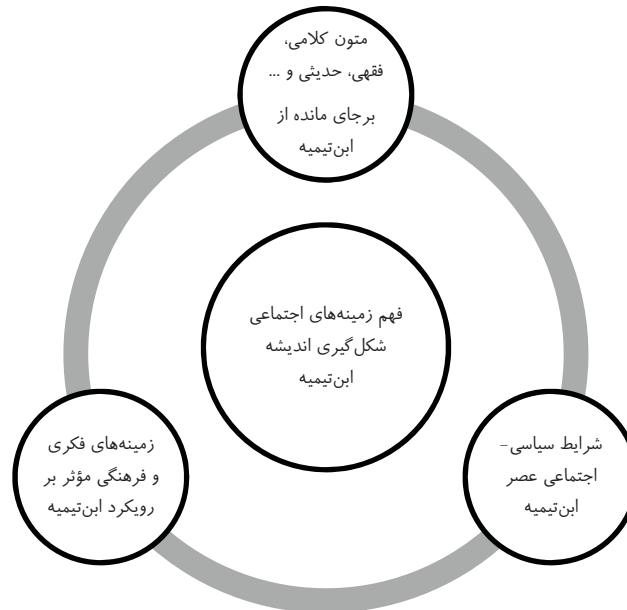 متون کلامی،
فقهی، حدیثی و ...
برجای مانده از
ابن‌تیمیه
فهم زمینه‌های اجتماعی
شکل‌گیری اندیشه
ابن‌تیمیه
شرایط سیاسی-
اجتماعی عصر
ابن‌تیمیه
زمینه‌های فکری
و فرهنگی مؤثر بر
رویکرد ابن‌تیمیه